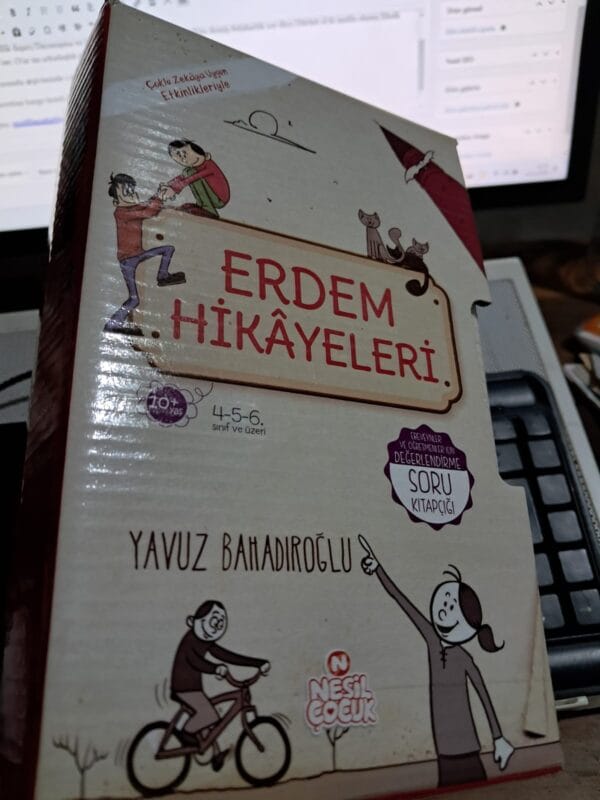 Çoklu Zekâya Uygun
Etkinlikleriyle
ERDEM
HİKÂYELERİ
10+
yaş
4-5-6.
sınıf ve üzeri
EBEVEYNLER
VE ÖĞRETMENLER İÇİN
DEĞERLENDİRME
SORU
KİTAPÇIĞI
YAVUZ BAHADIROĞLU
N
NESİL
ÇOCUK